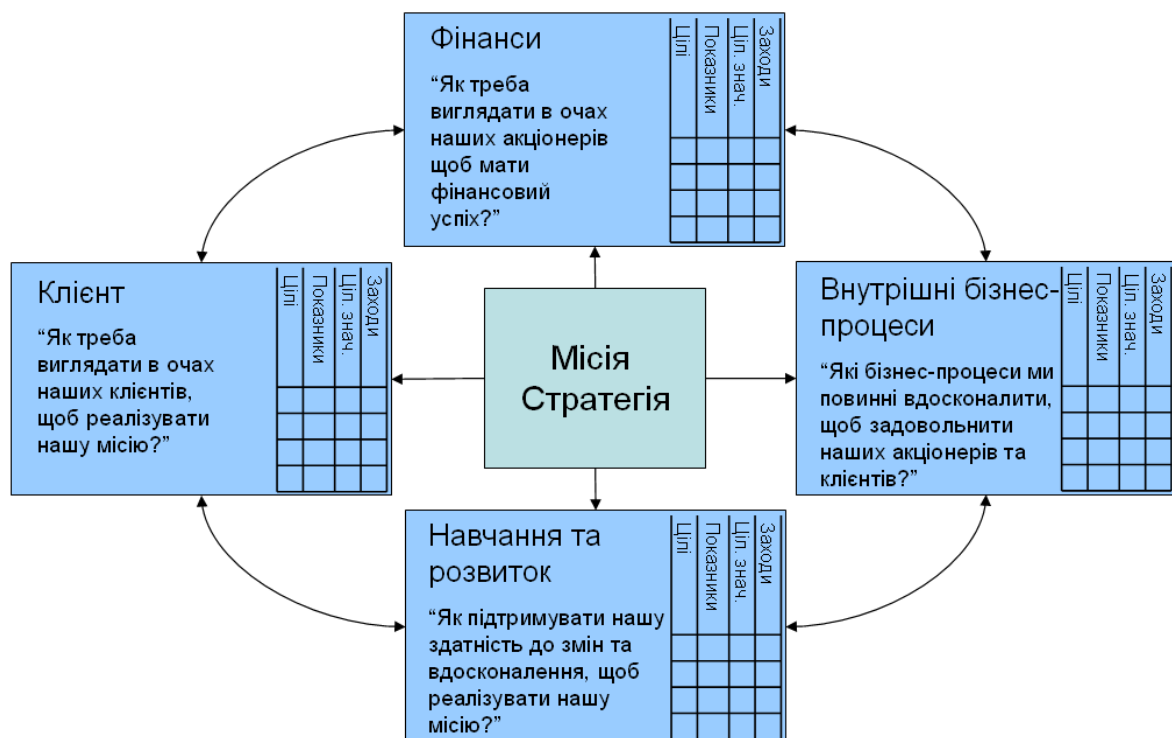 Фінанси
“Як треба
виглядати в очах
наших акціонерів
щоб мати
фінансовий
успіх?”
Цілі
Показники
Ціл. знач.
Заходи
Клієнт
“Як треба
виглядати в очах
наших клієнтів,
щоб реалізувати
нашу місію?”
Цілі
Показники
Ціл. знач.
Заходи
Місія
Стратегія
Внутрішні бізнес-
процеси
“Які бізнес-процеси ми
повинні вдосконалити,
щоб задовольнити
наших акціонерів та
клієнтів?”
Цілі
Показники
Ціл. знач.
Заходи
Навчання та
розвиток
“Як підтримувати нашу
здатність до змін та
вдосконалення, щоб
реалізувати нашу
місію?”
Цілі
Показники
Ціл. знач.
Заходи